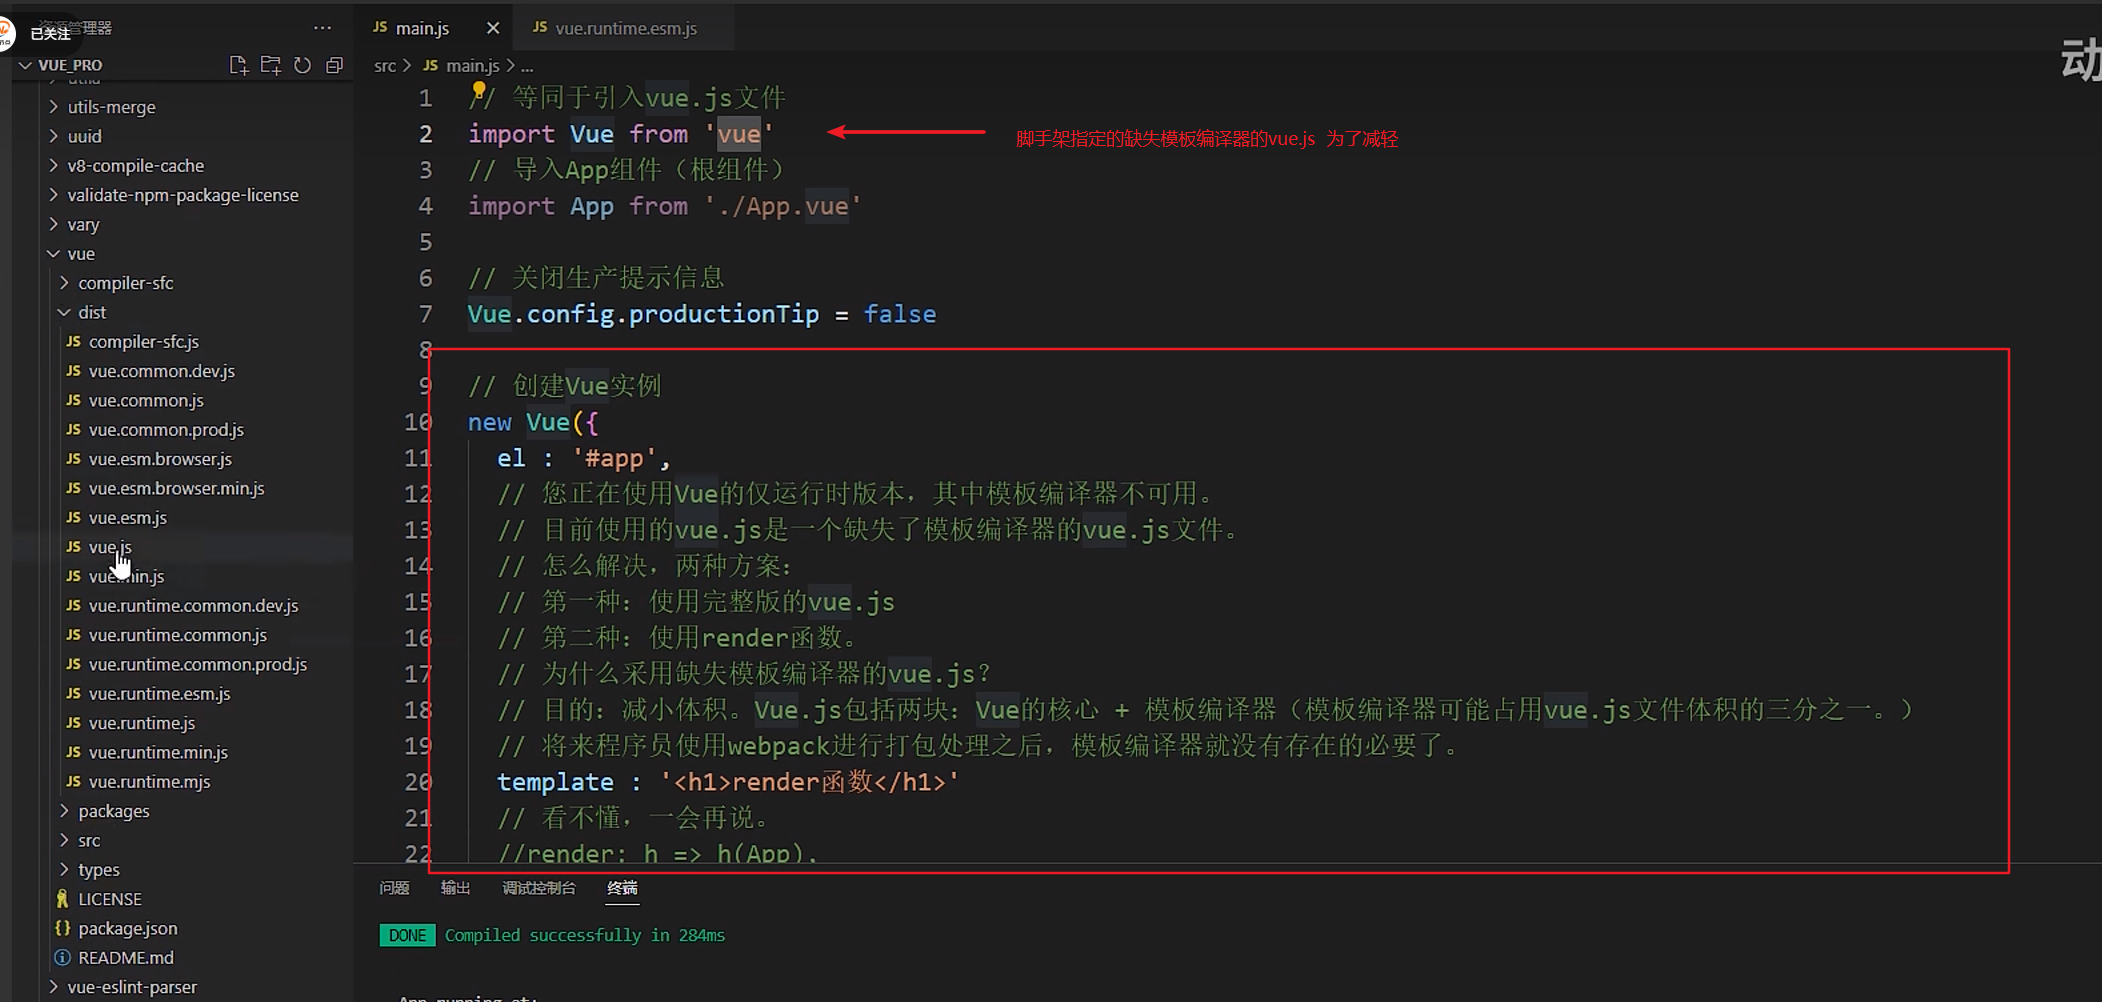 资源管理器
已关注
VUE_PRO
utila
utils-merge
uuid
v8-compile-cache
validate-npm-package-license
vary
vue
compiler-sfc
dist
JS compiler-sfc.js
JS vue.common.dev.js
JS vue.common.js
JS vue.common.prod.js
JS vue.esm.browser.js
JS vue.esm.browser.min.js
JS vue.esm.js
JS vue.js
JS vue.min.js
JS vue.runtime.common.dev.js
JS vue.runtime.common.js
JS vue.runtime.common.prod.js
JS vue.runtime.esm.js
JS vue.runtime.js
JS vue.runtime.min.js
JS vue.runtime.mjs
packages
src
types
LICENSE
{} package.json
README.md
vue-eslint-parser
JS main.js
JS vue.runtime.esm.js
src > JS main.js > ...
动
1 // 等同于引入vue.js文件
2 import Vue from 'vue'
脚手架指定的缺失模板编译器的vue.js 为了减轻
3 // 导入App组件（根组件）
4 import App from './App.vue'
5
6 // 关闭生产提示信息
7 Vue.config.productionTip = false
8
9 // 创建Vue实例
10 new Vue({
11 el : '#app',
12 // 您正在使用Vue的仅运行时版本，其中模板编译器不可用。
13 // 目前使用的vue.js是一个缺失了模板编译器的vue.js文件。
14 // 怎么解决，两种方案：
15 // 第一种：使用完整版的vue.js
16 // 第二种：使用render函数。
17 // 为什么采用缺失模板编译器的vue.js？
18 // 目的：减小体积。Vue.js包括两块：Vue的核心 + 模板编译器（模板编译器可能占用vue.js文件体积的三分之一。）
19 // 将来程序员使用webpack进行打包处理之后，模板编译器就没有存在的必要了。
20 template : '<h1>render函数</h1>'
21 // 看不懂，一会再说。
22 //render: h => h(App),
问题 输出 调试控制台 终端
DONE Compiled successfully in 284ms
App running at: